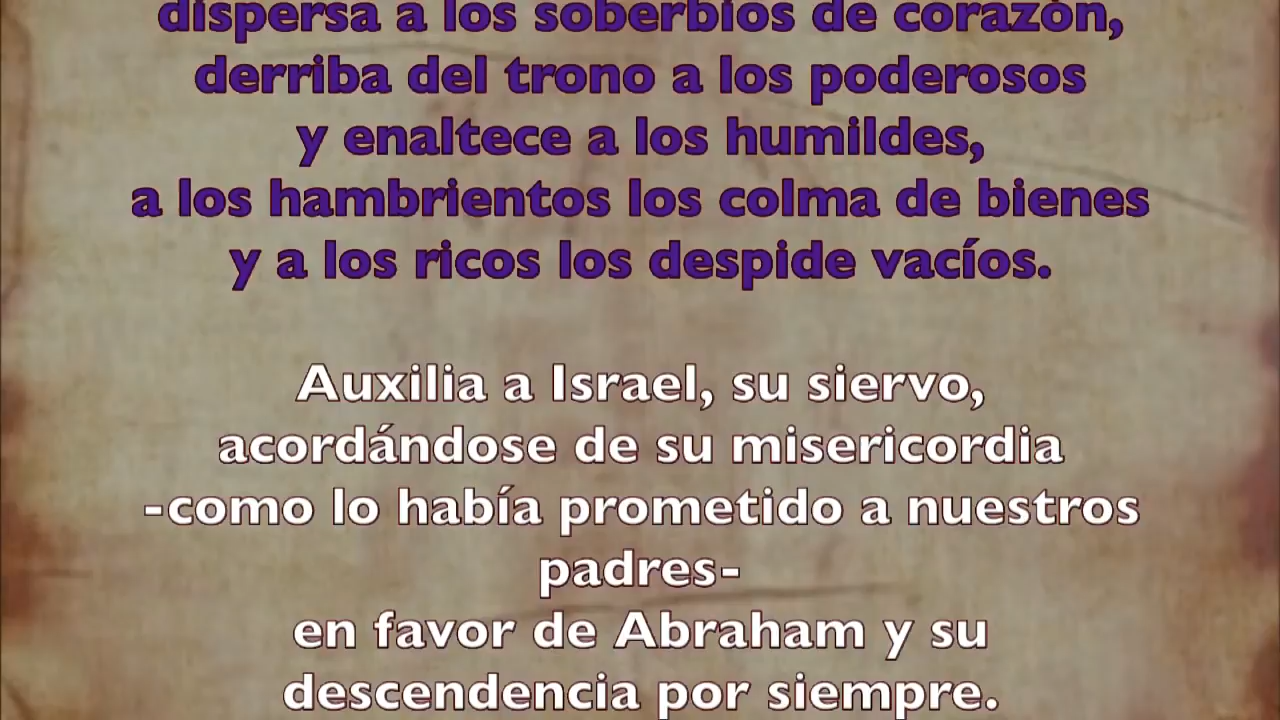 dispersa a los soberbios de corazón,
derriba del trono a los poderosos
y enaltece a los humildes,
a los hambrientos los colma de bienes
y a los ricos los despide vacíos.
Auxilia a Israel, su siervo,
acordándose de su misericordia
-como lo había prometido a nuestros
padres-
en favor de Abraham y su
descendencia por siempre.